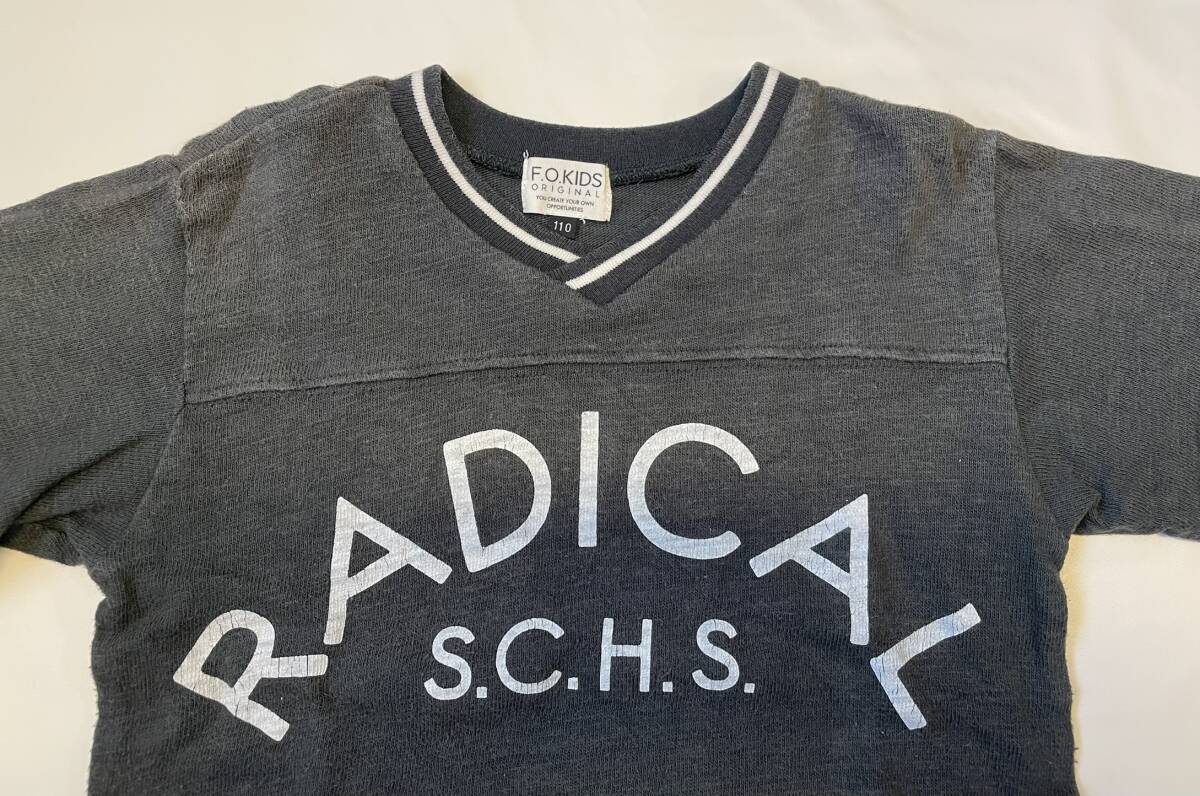 F.O.KIDS
ORIGINAL
YOU CREATE YOUR OWN
OPPORTUNITIES
110
RADICAL
S.C.H.S.